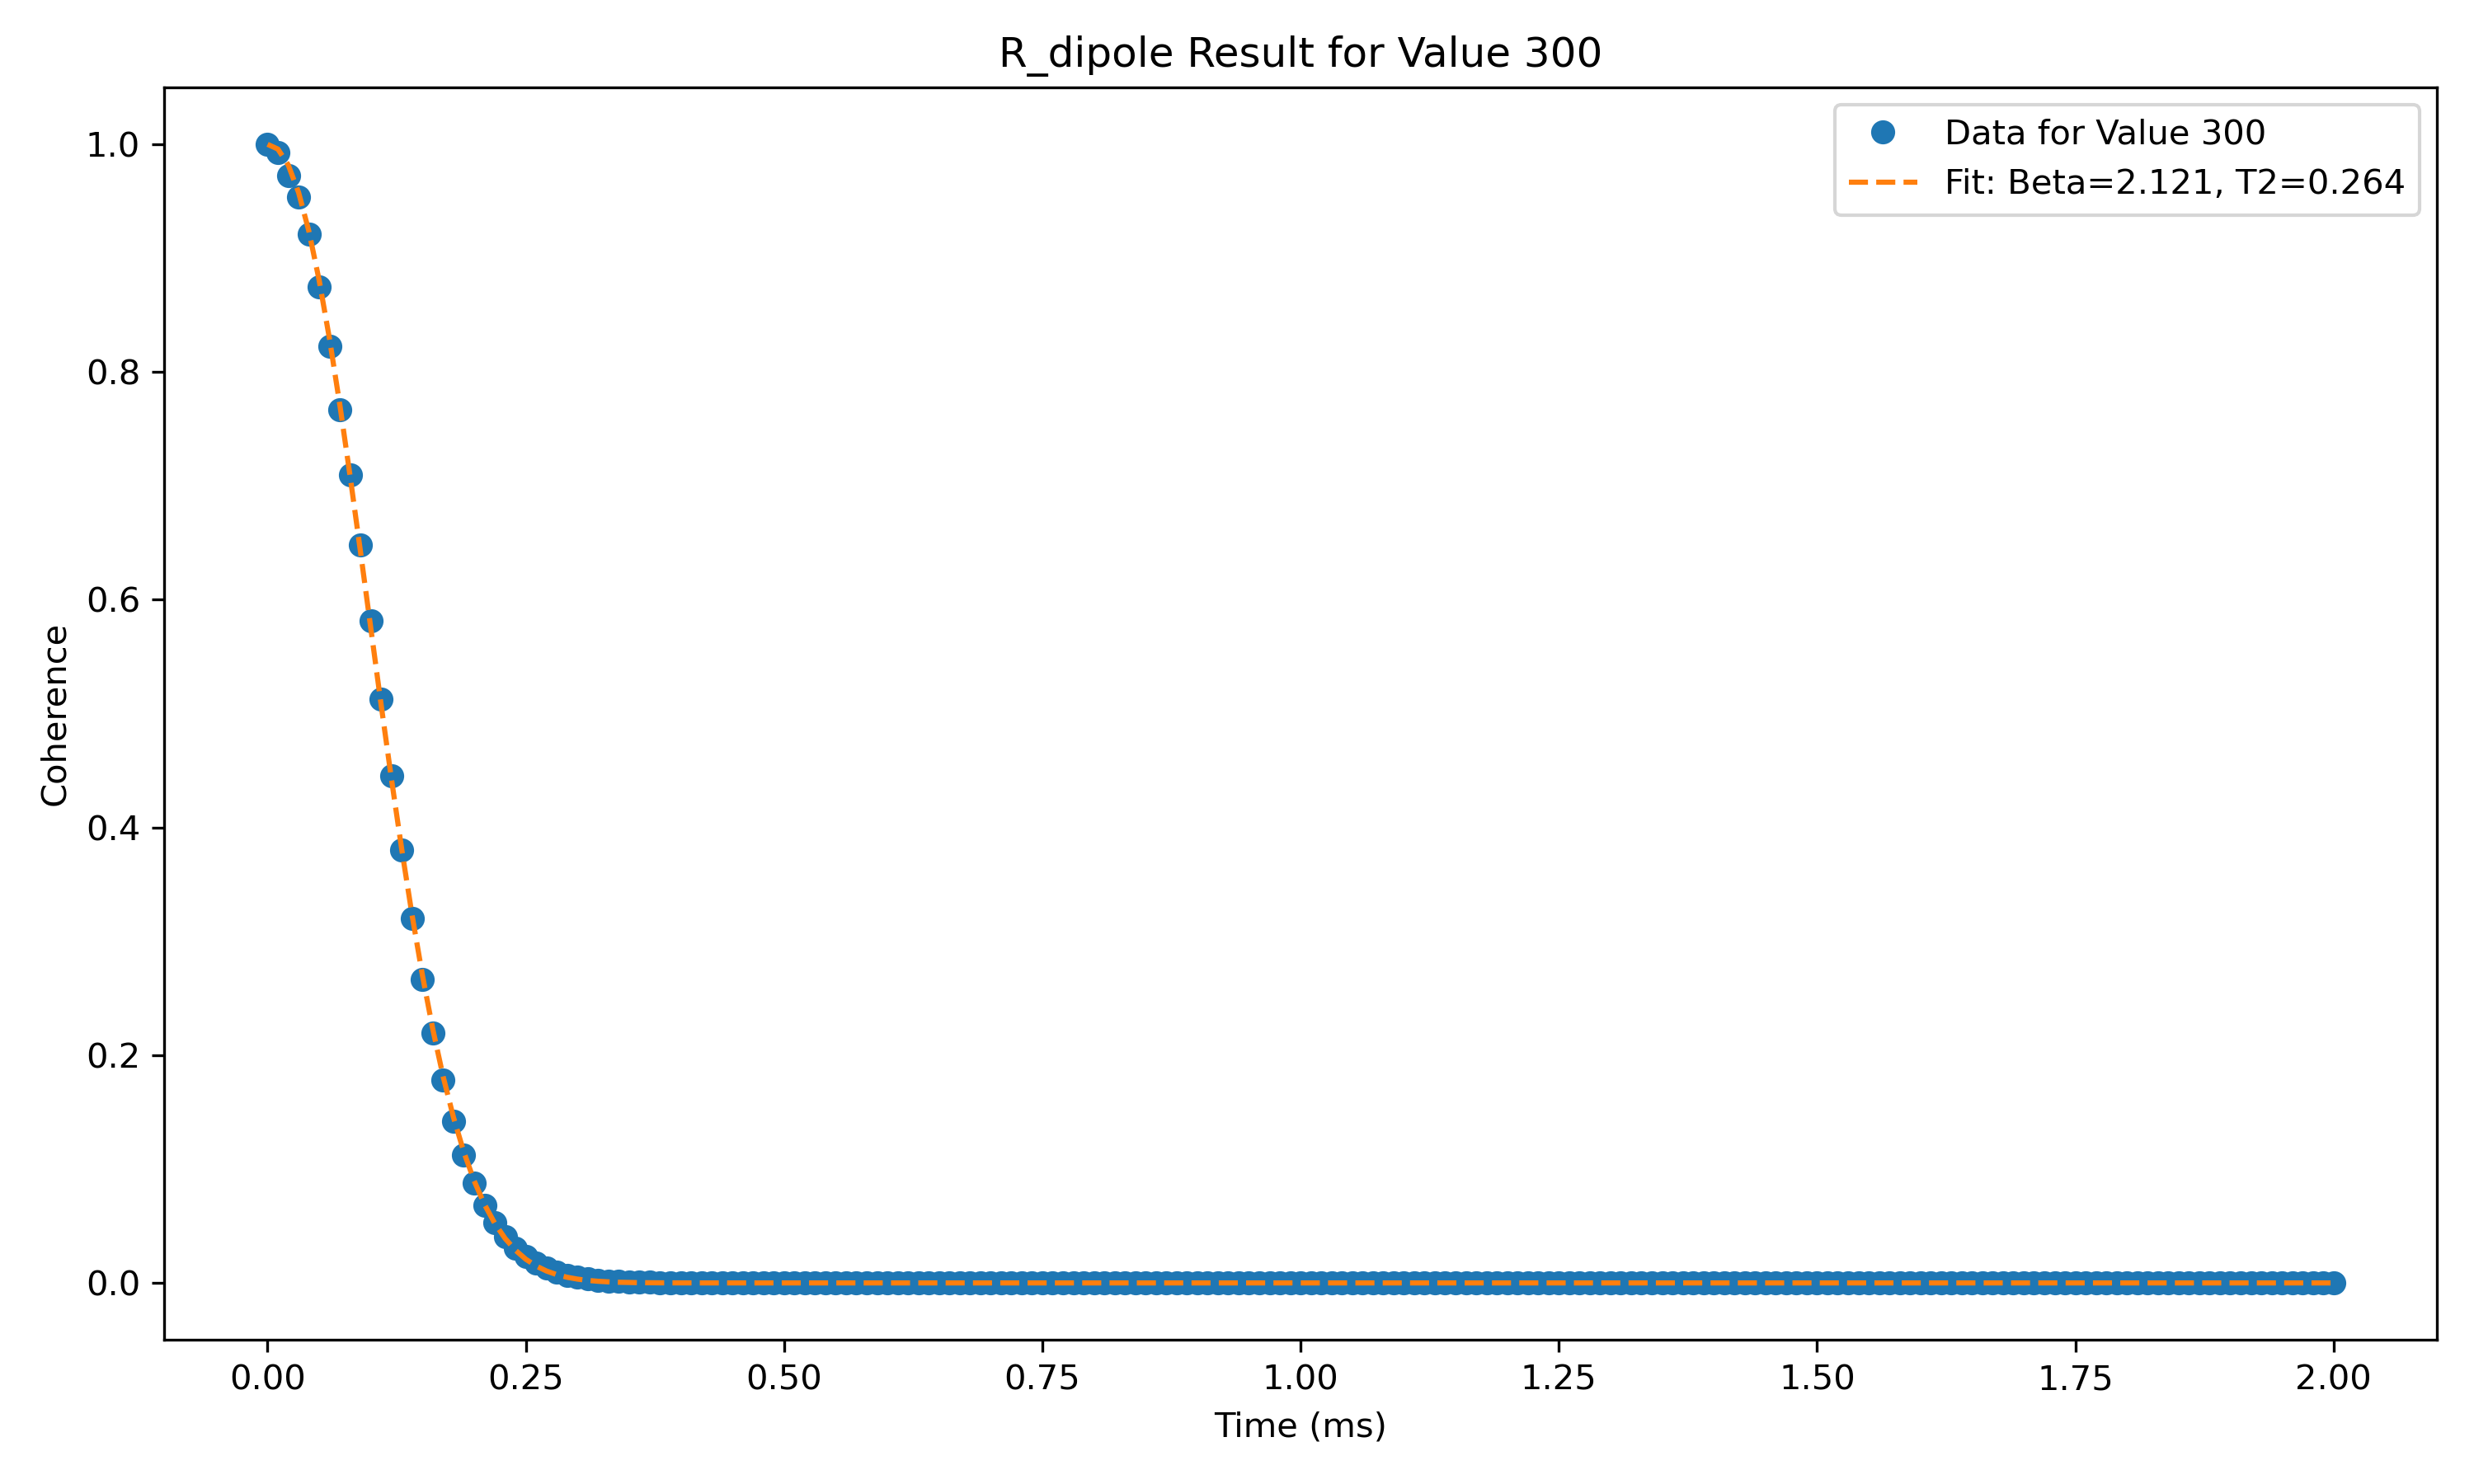 R_dipole Result for Value 300
Data for Value 300
Fit: Beta=2.121, T2=0.264
Coherence
1.0
0.8
0.6
0.4
0.2
0.0
0.00 0.25 0.50 0.75 1.00 1.25 1.50 1.75 2.00
Time (ms)